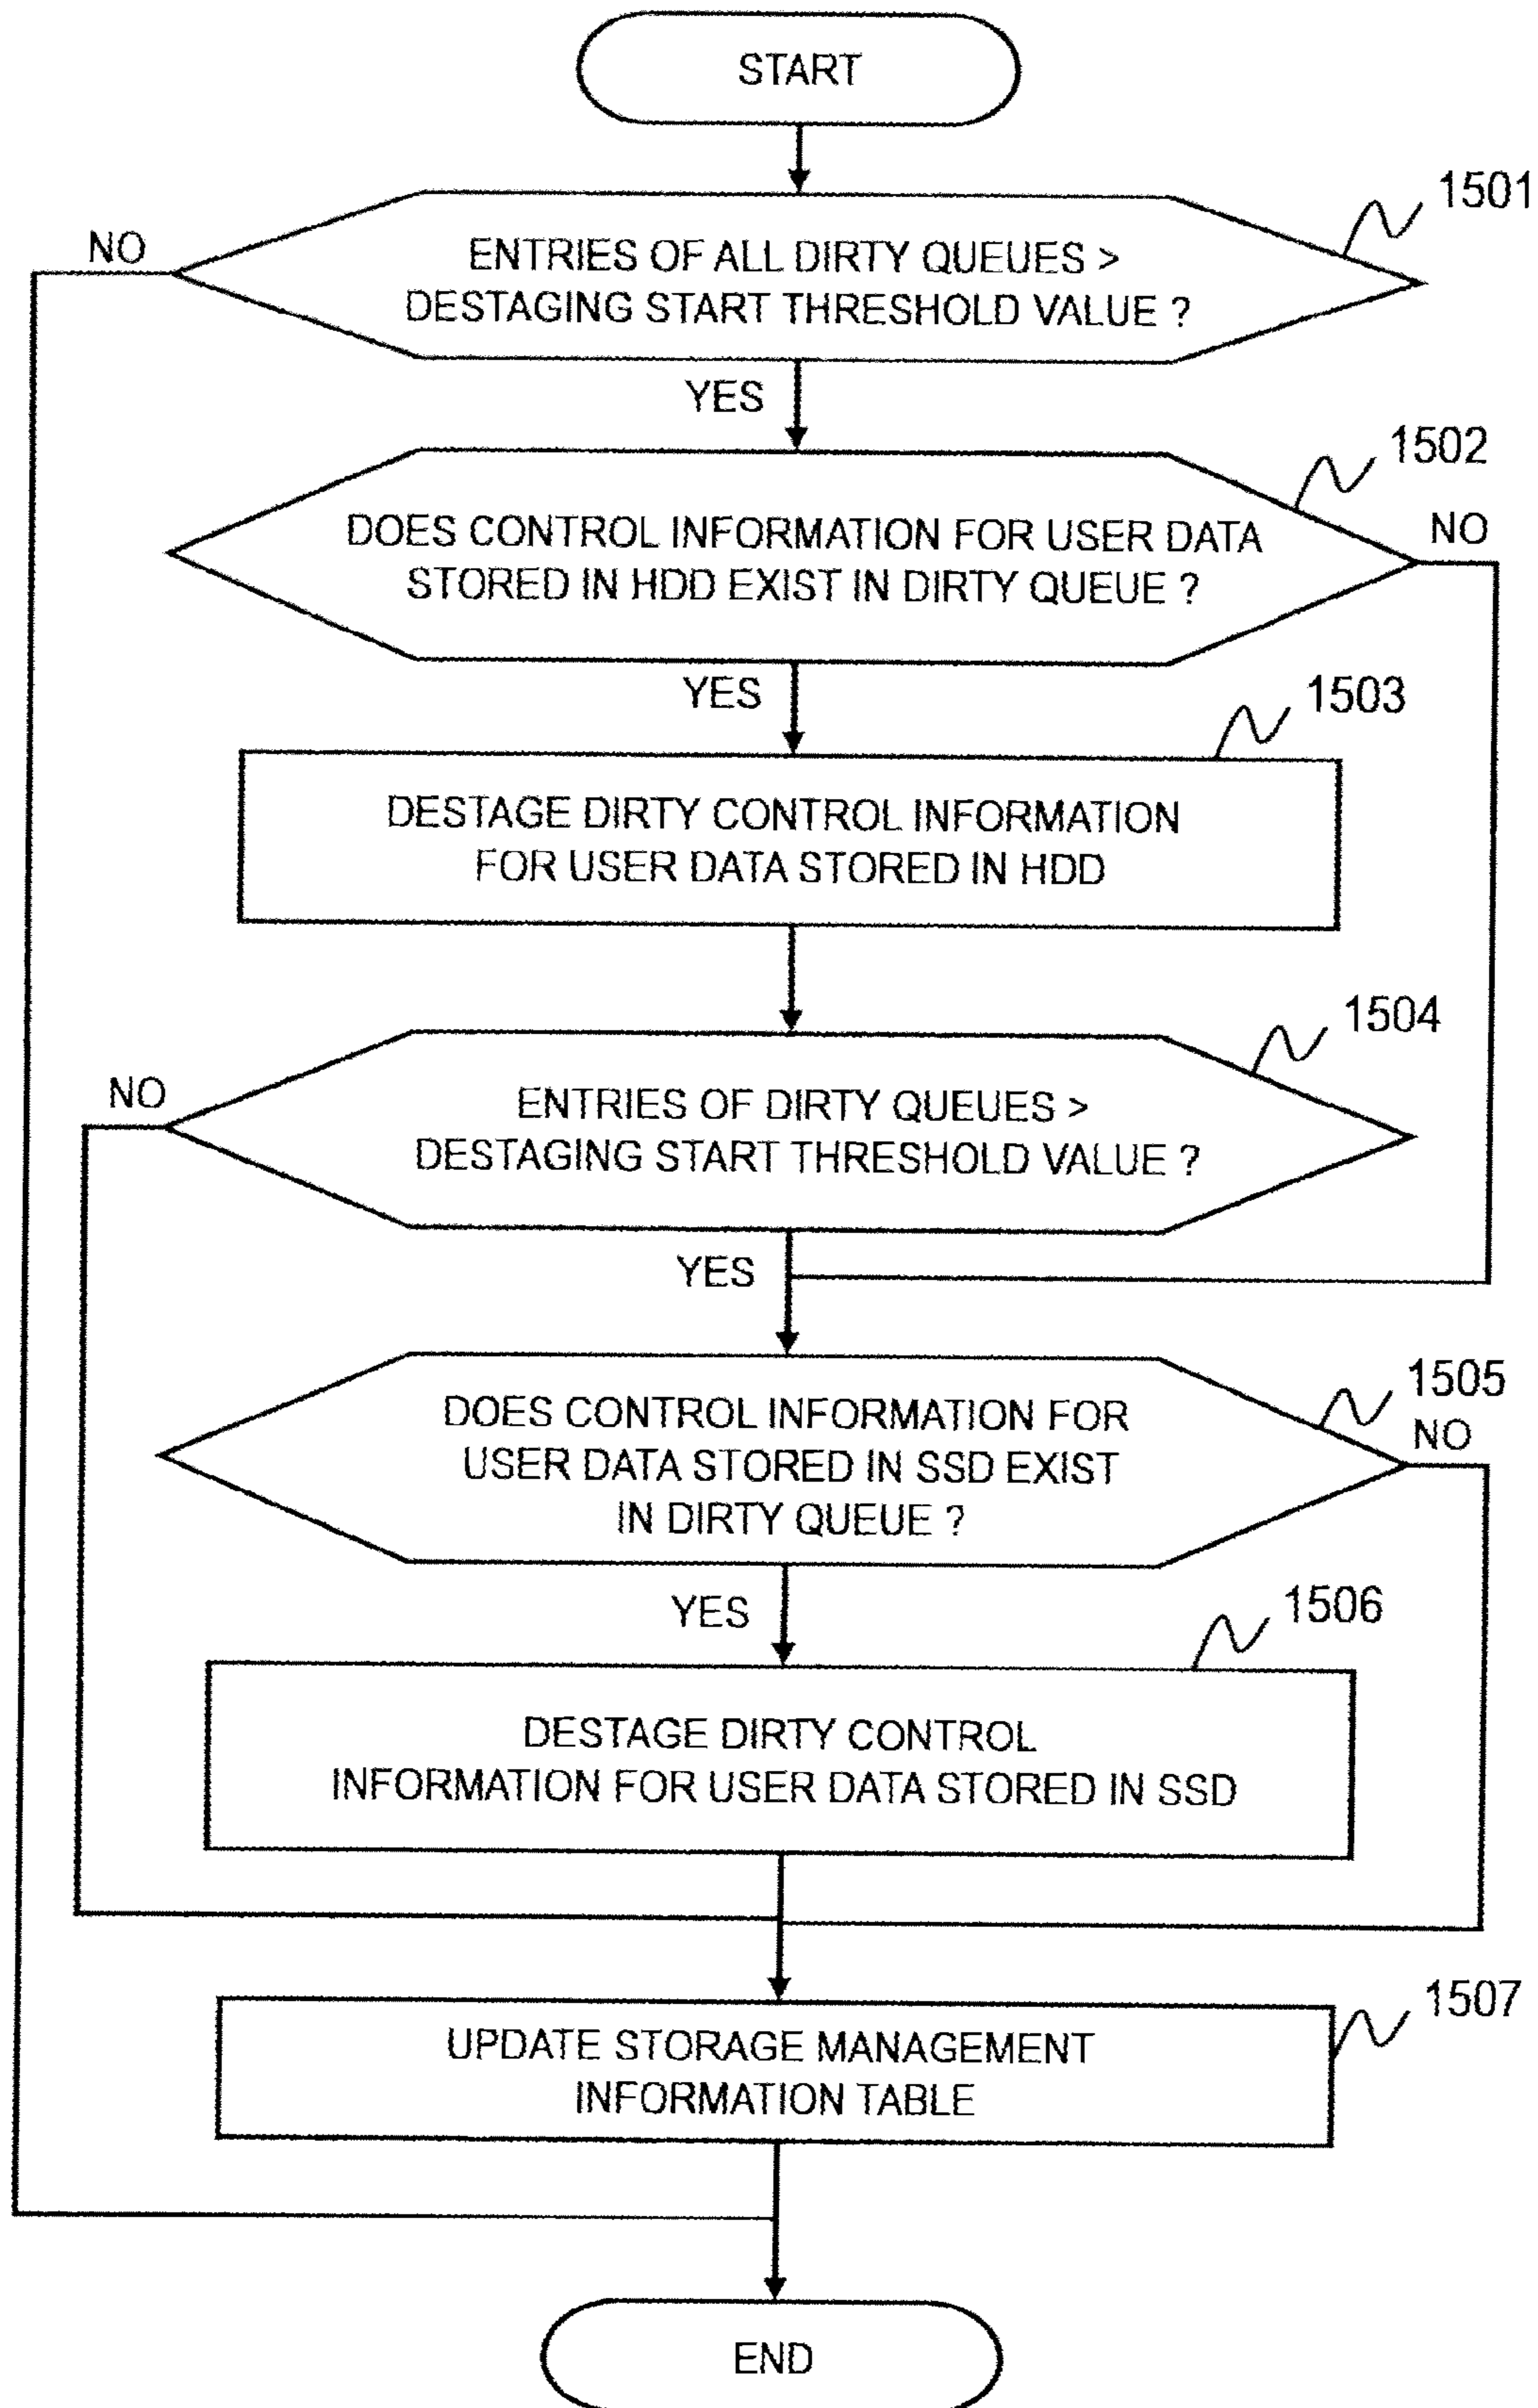 START
1501
NO
ENTRIES OF ALL DIRTY QUEUES >
DESTAGING START THRESHOLD VALUE ?
YES
1502
NO
DOES CONTROL INFORMATION FOR USER DATA
STORED IN HDD EXIST IN DIRTY QUEUE ?
YES
1503
DESTAGE DIRTY CONTROL INFORMATION
FOR USER DATA STORED IN HDD
1504
NO
ENTRIES OF DIRTY QUEUES >
DESTAGING START THRESHOLD VALUE ?
YES
1505
NO
DOES CONTROL INFORMATION FOR
USER DATA STORED IN SSD EXIST
IN DIRTY QUEUE ?
YES
1506
DESTAGE DIRTY CONTROL
INFORMATION FOR USER DATA STORED IN SSD
1507
UPDATE STORAGE MANAGEMENT
INFORMATION TABLE
END